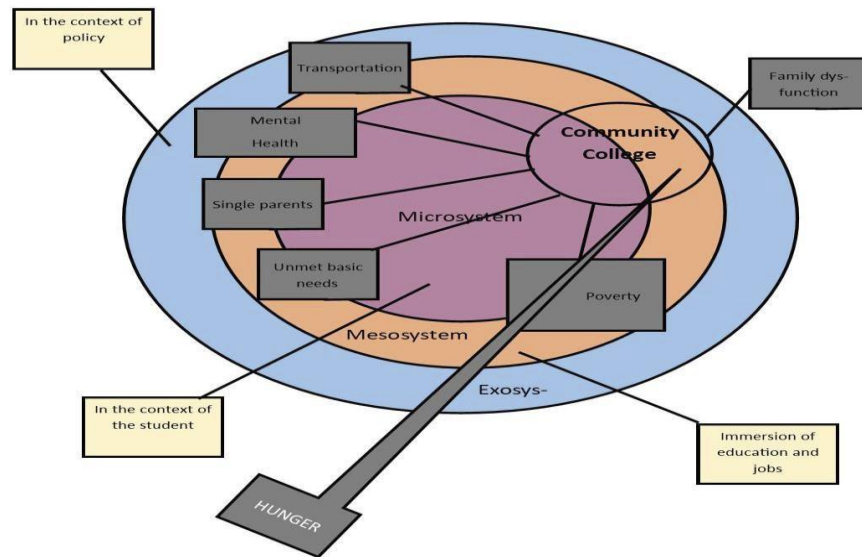 In the context of
policy
Transportation
Family dys-
function
Mental
Health
Community
College
Single parents
Microsystem
Unmet basic
needs
Poverty
Mesosystem
Exosys-
In the context of
the student
Immersion of
education and
jobs
HUNGER